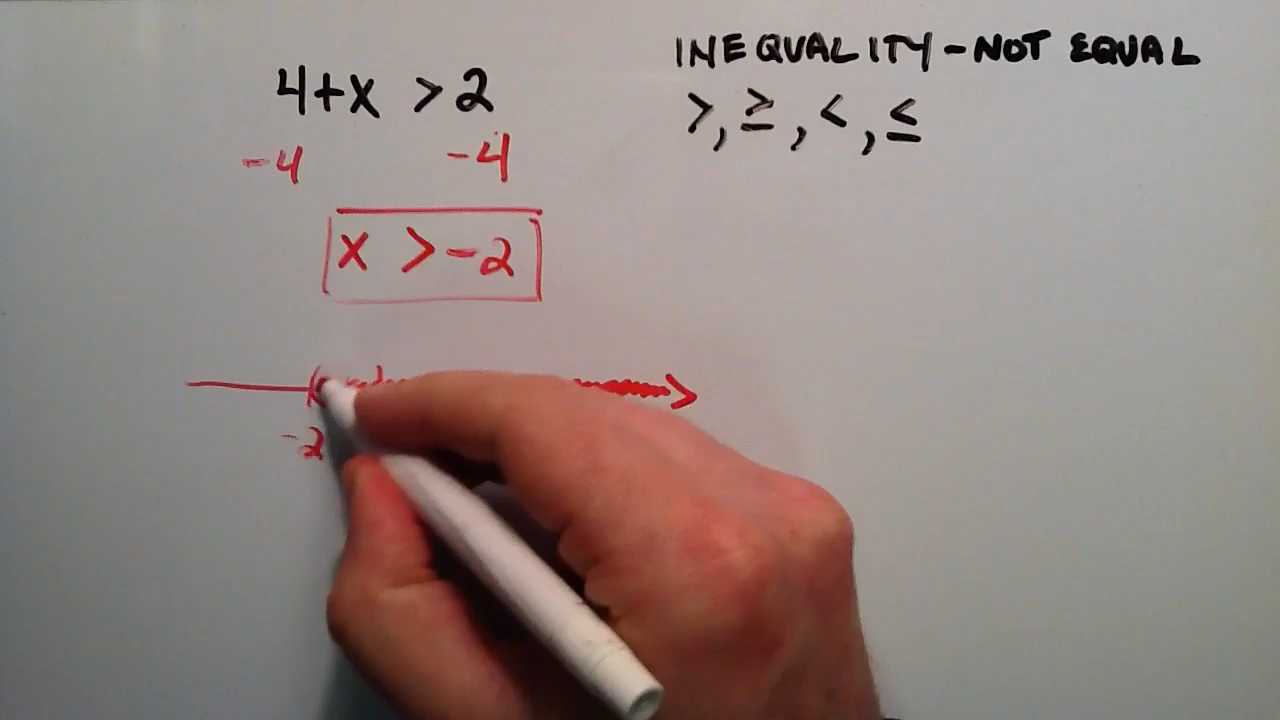 INEQUALITY - NOT EQUAL
>, ≥, <, ≤
4+x >2
-4 -4
x >-2
-2